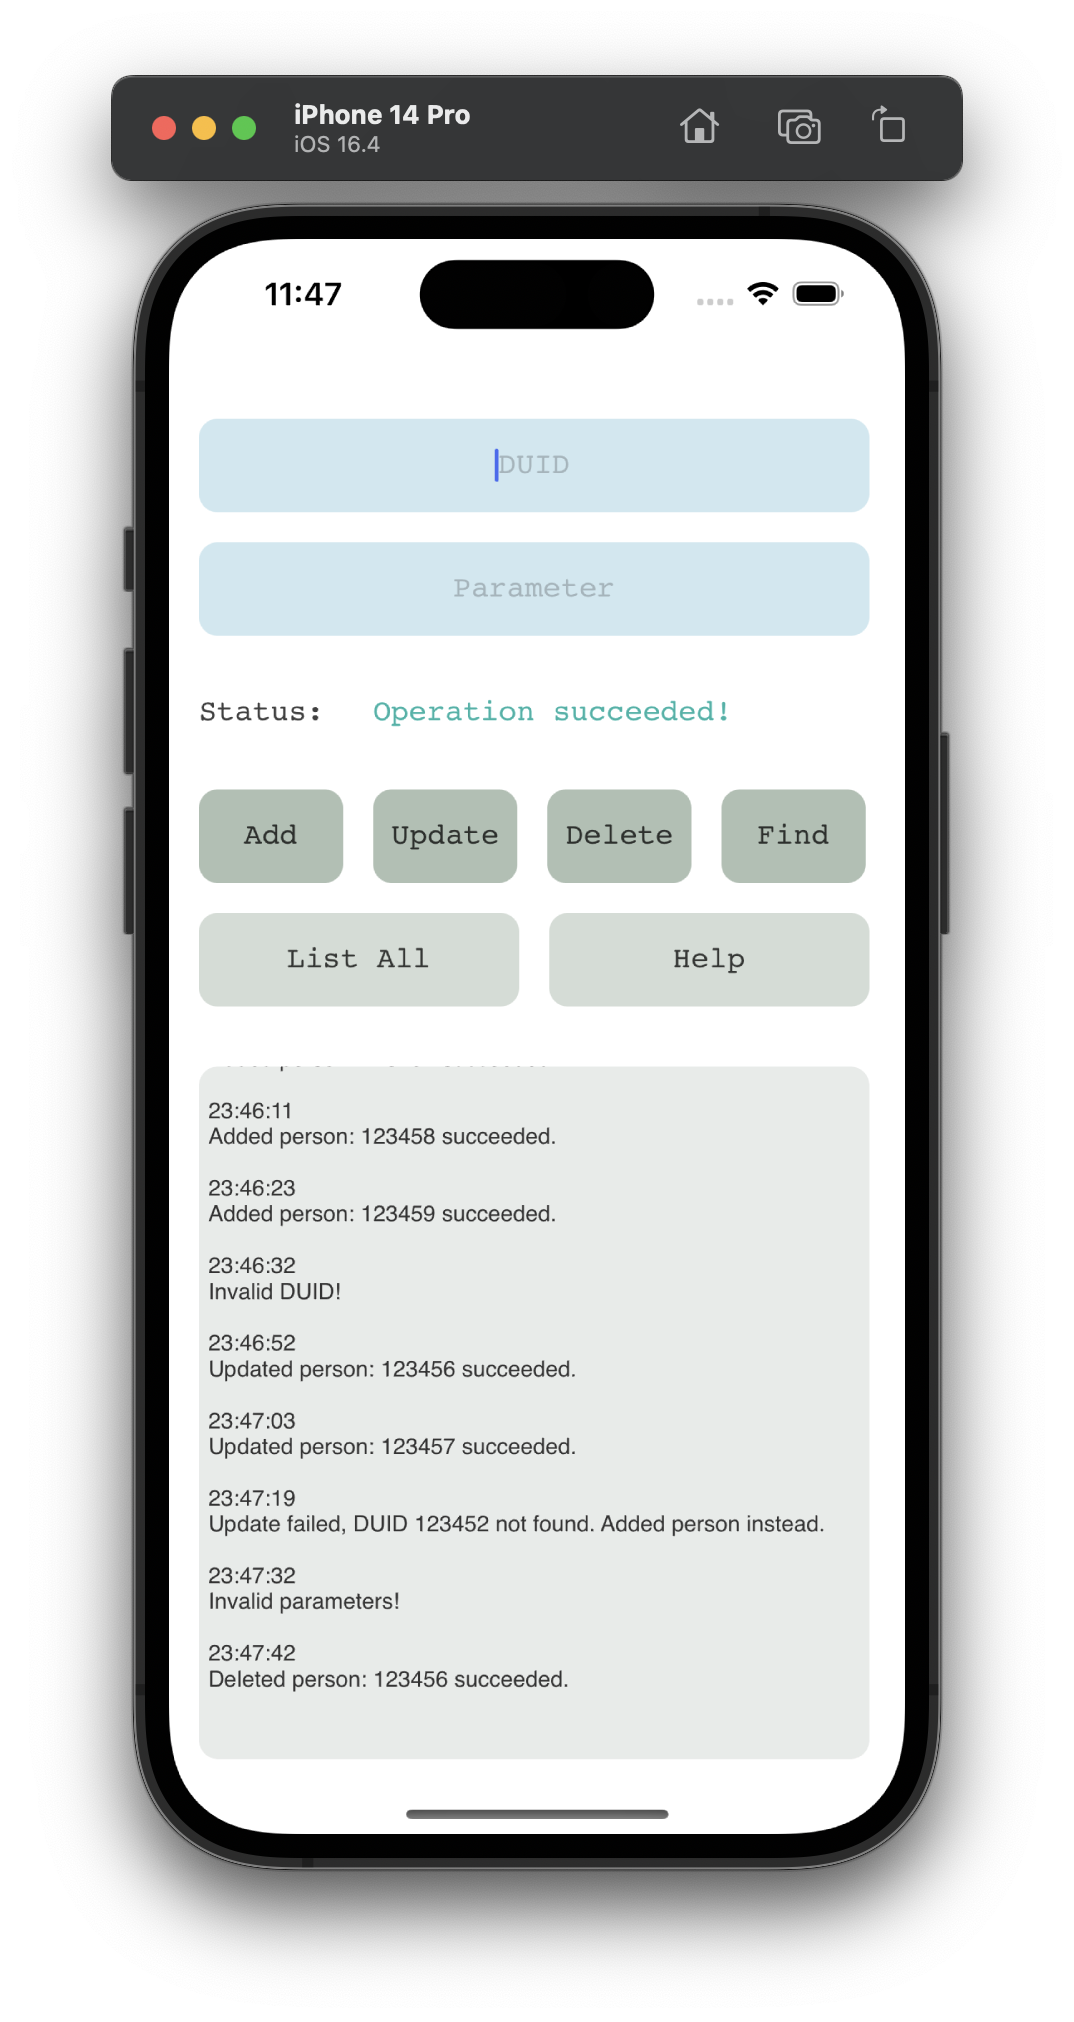 iPhone 14 Pro
iOS 16.4
11:47
DUID
Parameter
Status: Operation succeeded!
Add Update Delete Find
List All Help
23:46:11
Added person: 123458 succeeded.
23:46:23
Added person: 123459 succeeded.
23:46:32
Invalid DUID!
23:46:52
Updated person: 123456 succeeded.
23:47:03
Updated person: 123457 succeeded.
23:47:19
Update failed, DUID 123452 not found. Added person instead.
23:47:32
Invalid parameters!
23:47:42
Deleted person: 123456 succeeded.